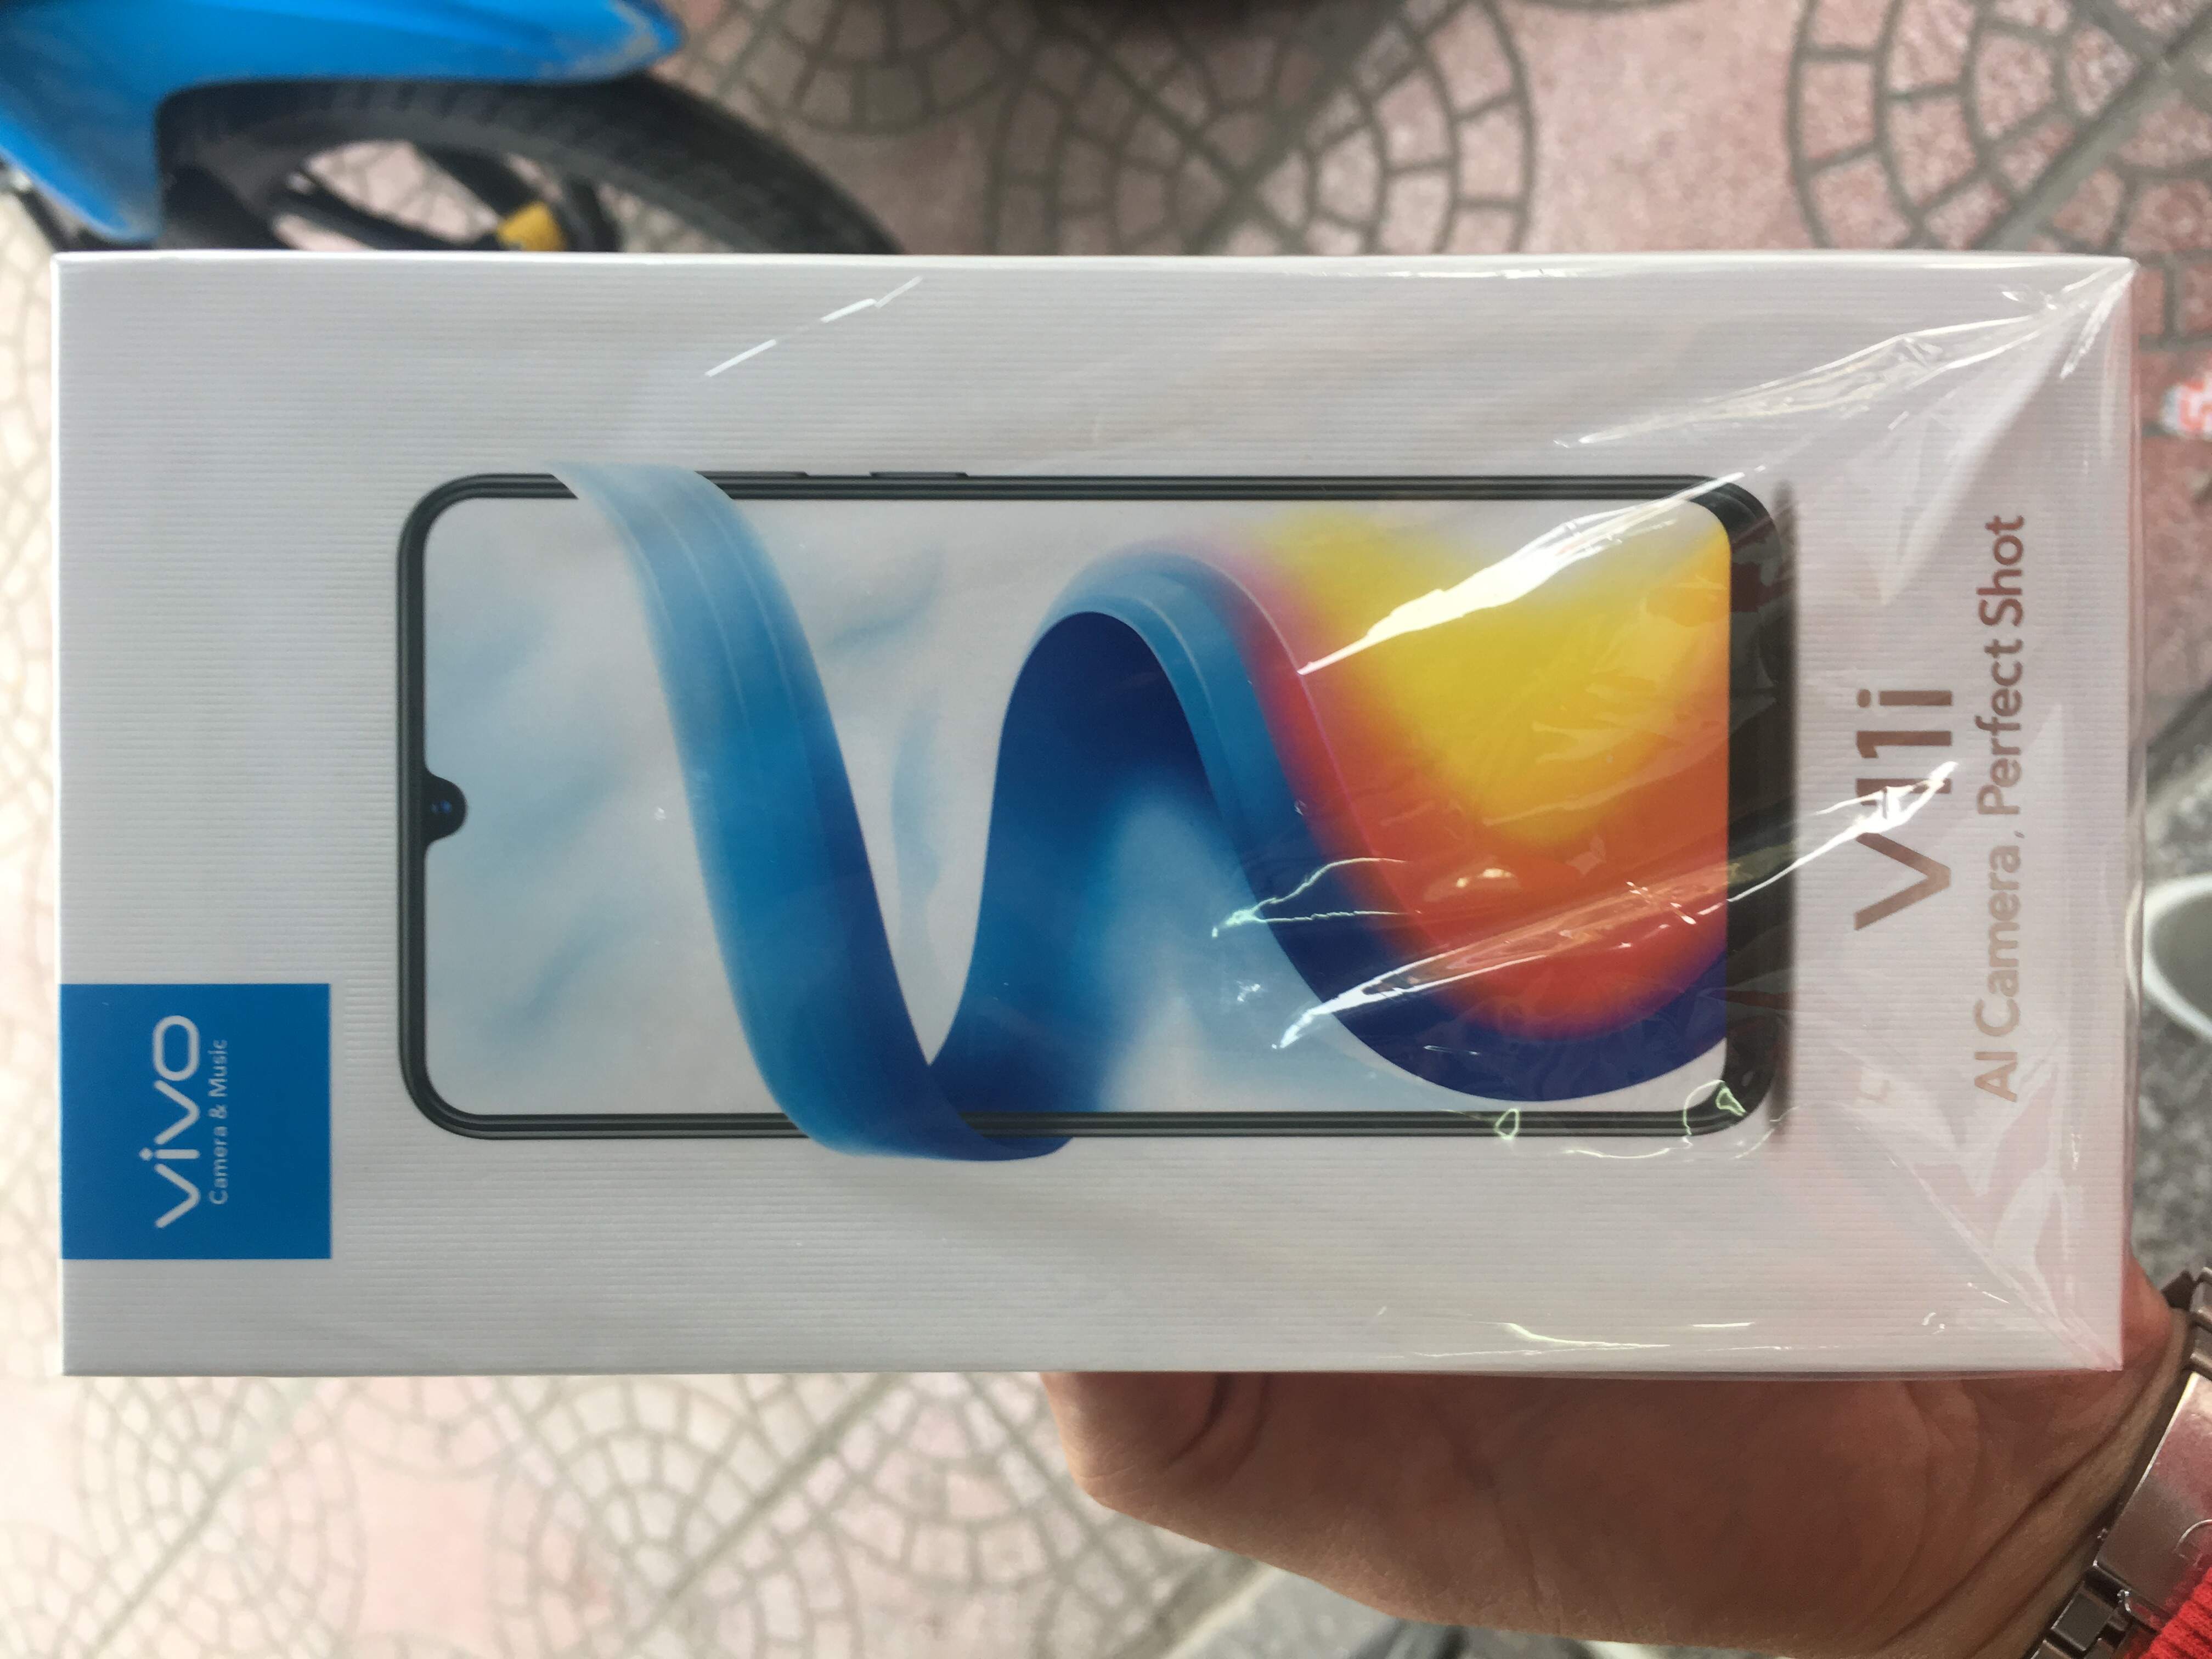 vivo
Camera & Music
V11i
AI Camera, Perfect Shot